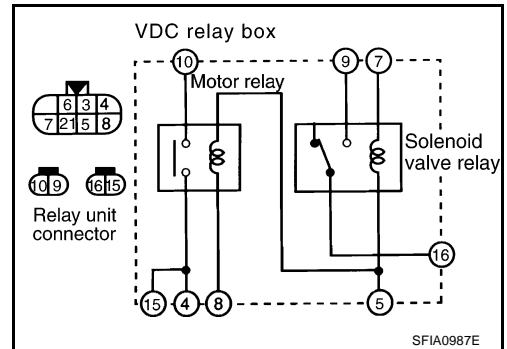 VDC relay box
10
9
7
Motor relay
6 3 4
7 2 1 5 8
Solenoid
valve relay
10 9
16 15
Relay unit
connector
16
15
4
8
5
SFIA0987E